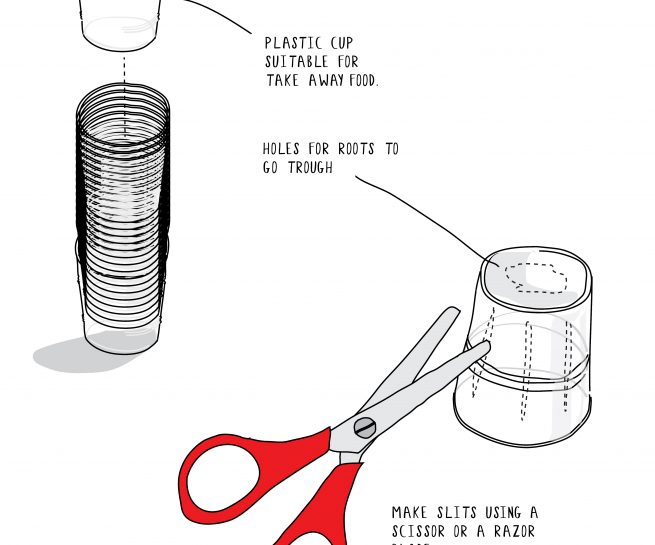 PLASTIC CUP
SUITABLE FOR
TAKE AWAY FOOD.
HOLES FOR ROOTS TO
GO TROUGH
MAKE SLITS USING A
SCISSOR OR A RAZOR